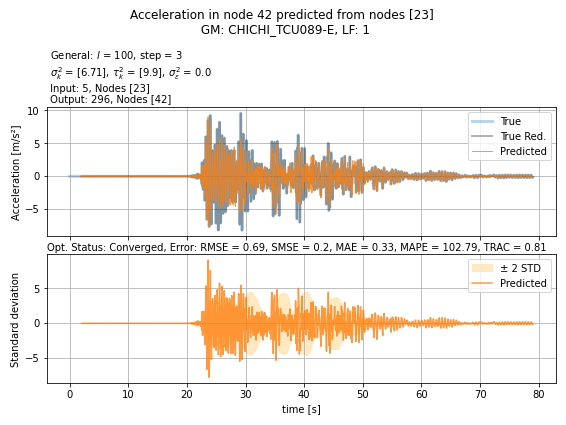 Acceleration in node 42 predicted from nodes [23]
GM: CHICHI_TCU089-E, LF: 1
General: l = 100, step = 3
σ²ₖ = [6.71], τ²ₖ = [9.9], σ²_ε = 0.0
Input: 5, Nodes [23]
Output: 296, Nodes [42]
Acceleration [m/s²]
10
5
0
−5
True
True Red.
Predicted
Opt. Status: Converged, Error: RMSE = 0.69, SMSE = 0.2, MAE = 0.33, MAPE = 102.79, TRAC = 0.81
Standard deviation
5
0
−5
± 2 STD
Predicted
0 10 20 30 40 50 60 70 80
time [s]